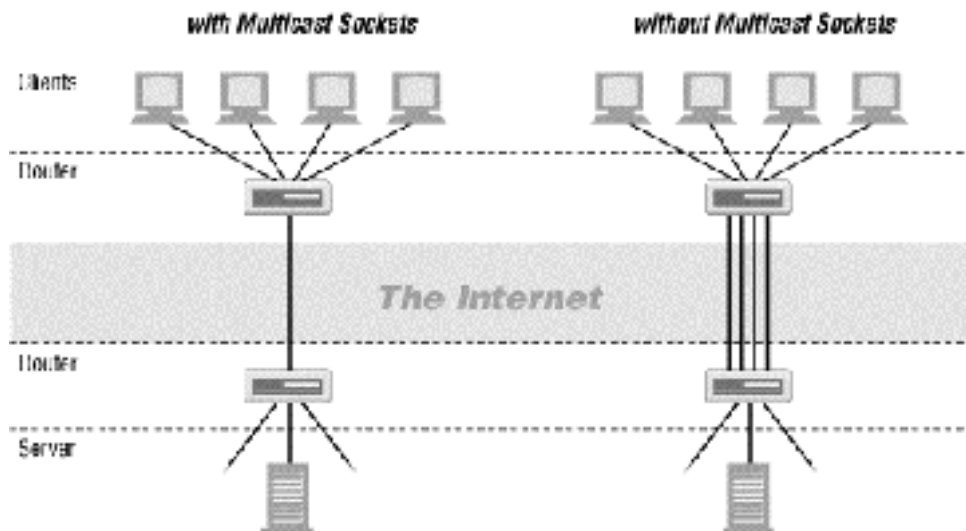 with Multicast Sockets
without Multicast Sockets
Clients
Router
The Internet
Router
Server